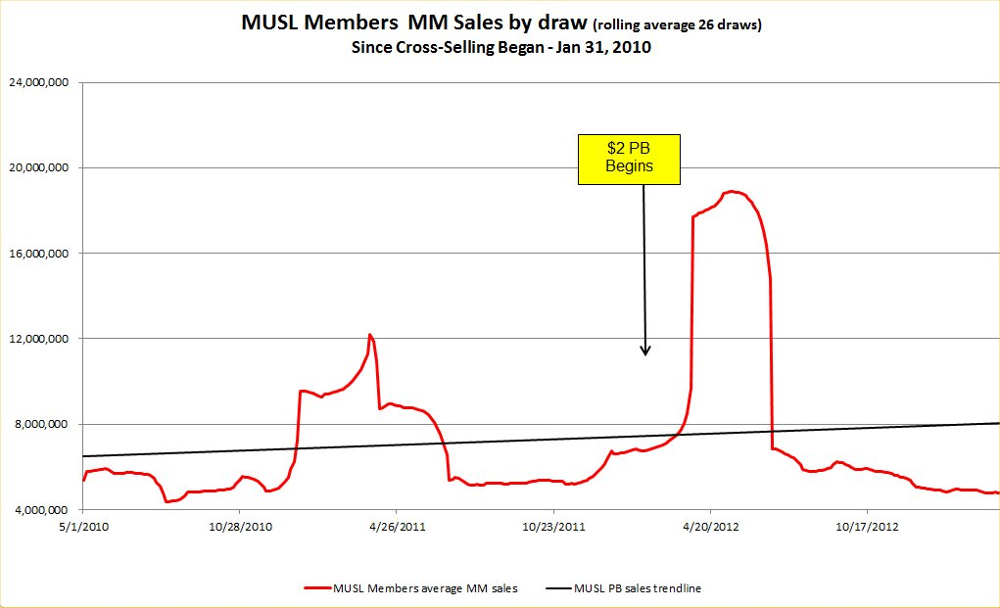 MUSL Members MM Sales by draw (rolling average 26 draws)
Since Cross-Selling Began - Jan 31, 2010
24,000,000
20,000,000
16,000,000
12,000,000
8,000,000
4,000,000
$2 PB
Begins
5/1/2010
10/28/2010
4/26/2011
10/23/2011
4/20/2012
10/17/2012
MUSL Members average MM sales
MUSL PB sales trendline